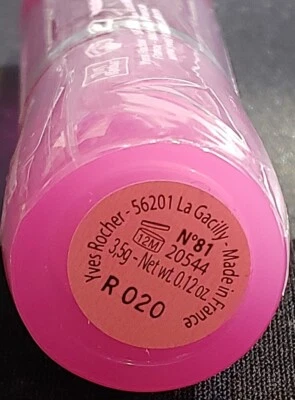 Yves Rocher - 56201 La Gacilly - Made in France
N°81
12M
20544
3.5g - Net wt. 0.12 oz.
R 020